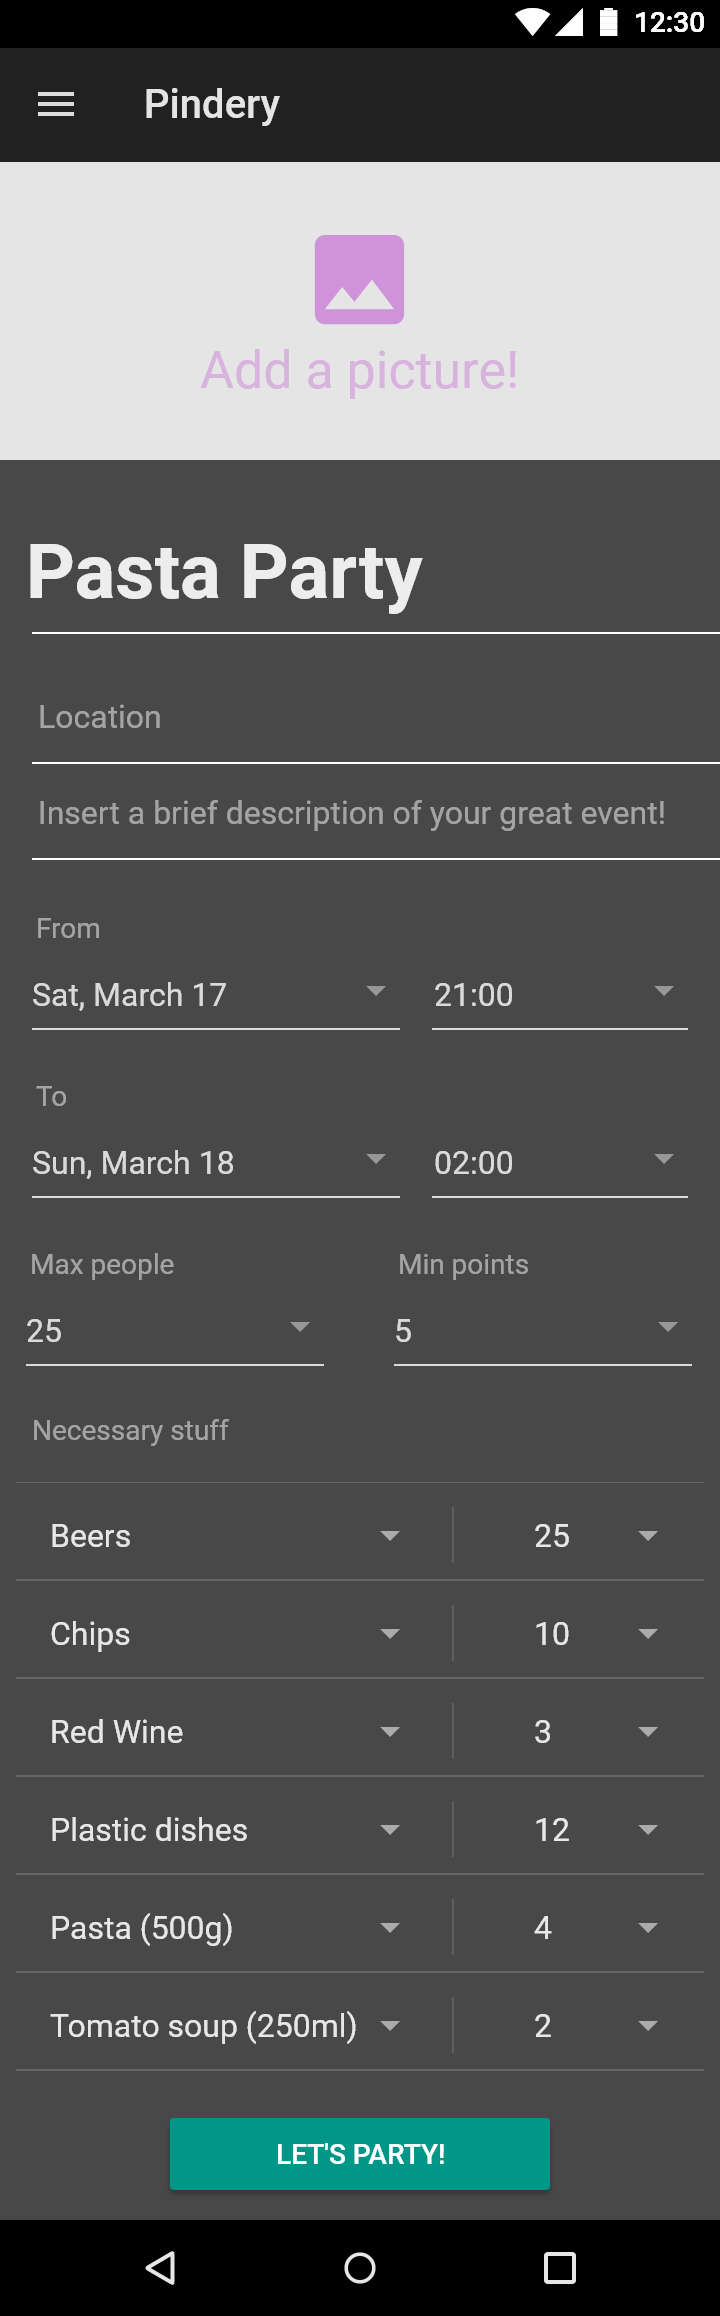 12:30
Pindery
Add a picture!
Pasta Party
Location
Insert a brief description of your great event!
From
Sat, March 17 21:00
To
Sun, March 18 02:00
Max people Min points
25 5
Necessary stuff
Beers 25
Chips 10
Red Wine 3
Plastic dishes 12
Pasta (500g) 4
Tomato soup (250ml) 2
LET'S PARTY!